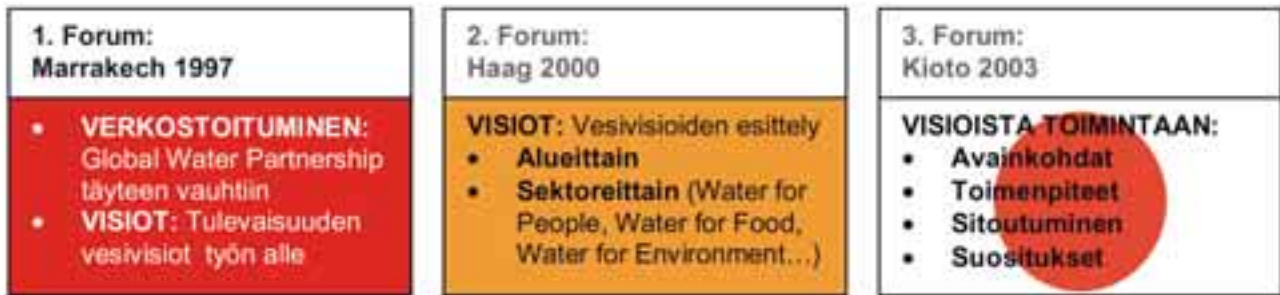 1. Forum:
Marrakech 1997
• VERKOSTOITUMINEN:
Global Water Partnership
täyteen vauhtiin
• VISIOT: Tulevaisuuden
vesivisiot työn alle
2. Forum:
Haag 2000
VISIOT: Vesivisioiden esittely
• Alueittain
• Sektoreittain (Water for
People, Water for Food,
Water for Environment…)
3. Forum:
Kioto 2003
VISIOISTA TOIMINTAAN:
• Avainkohdat
• Toimenpiteet
• Sitoutuminen
• Suositukset